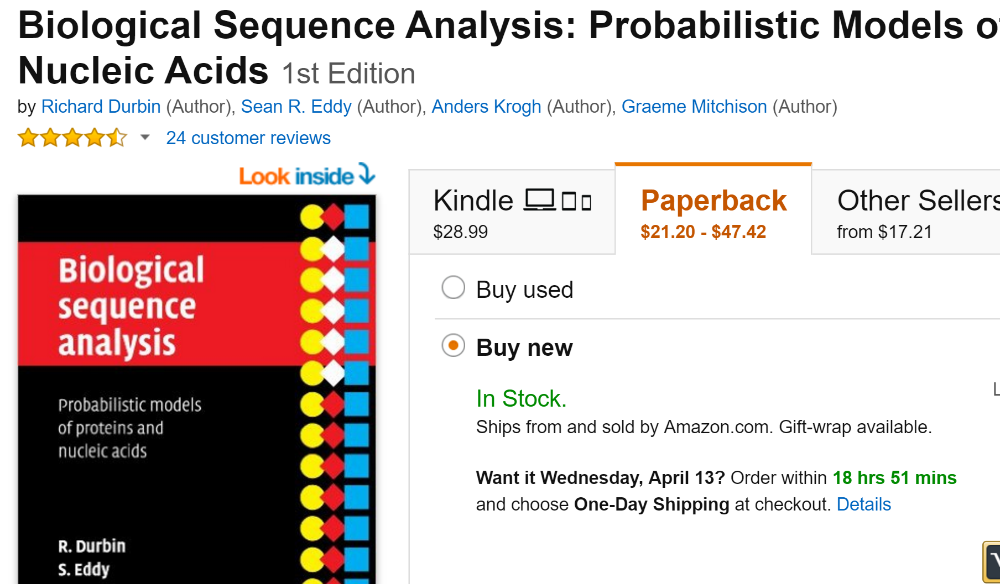 Biological Sequence Analysis: Probabilistic Models
Nucleic Acids 1st Edition
by Richard Durbin (Author), Sean R. Eddy (Author), Anders Krogh (Author), Graeme Mitchison (Author)
24 customer reviews
Look inside
Biological
sequence
analysis
Probabilistic models
of proteins and
nucleic acids
R. Durbin
S. Eddy
Kindle
$28.99
Paperback
$21.20 - $47.42
Other Sellers
from $17.21
Buy used
Buy new
In Stock.
Ships from and sold by Amazon.com. Gift-wrap available.
Want it Wednesday, April 13? Order within 18 hrs 51 mins
and choose One-Day Shipping at checkout. Details